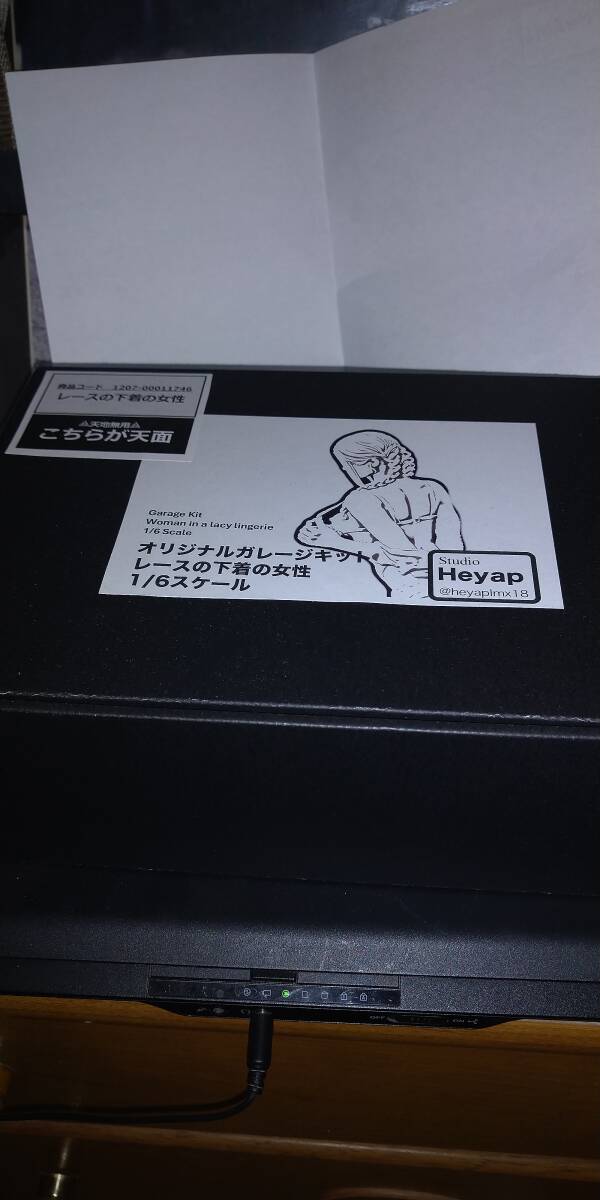 商品コード 1207-00011746
レースの下着の女性
⚠天地無用⚠
こちらが天面
Garage Kit
Woman in a lacy lingerie
1/6 Scale
オリジナルガレージキット
レースの下着の女性
1/6スケール
Studio
Heyap
@heyaplmx18
OFF